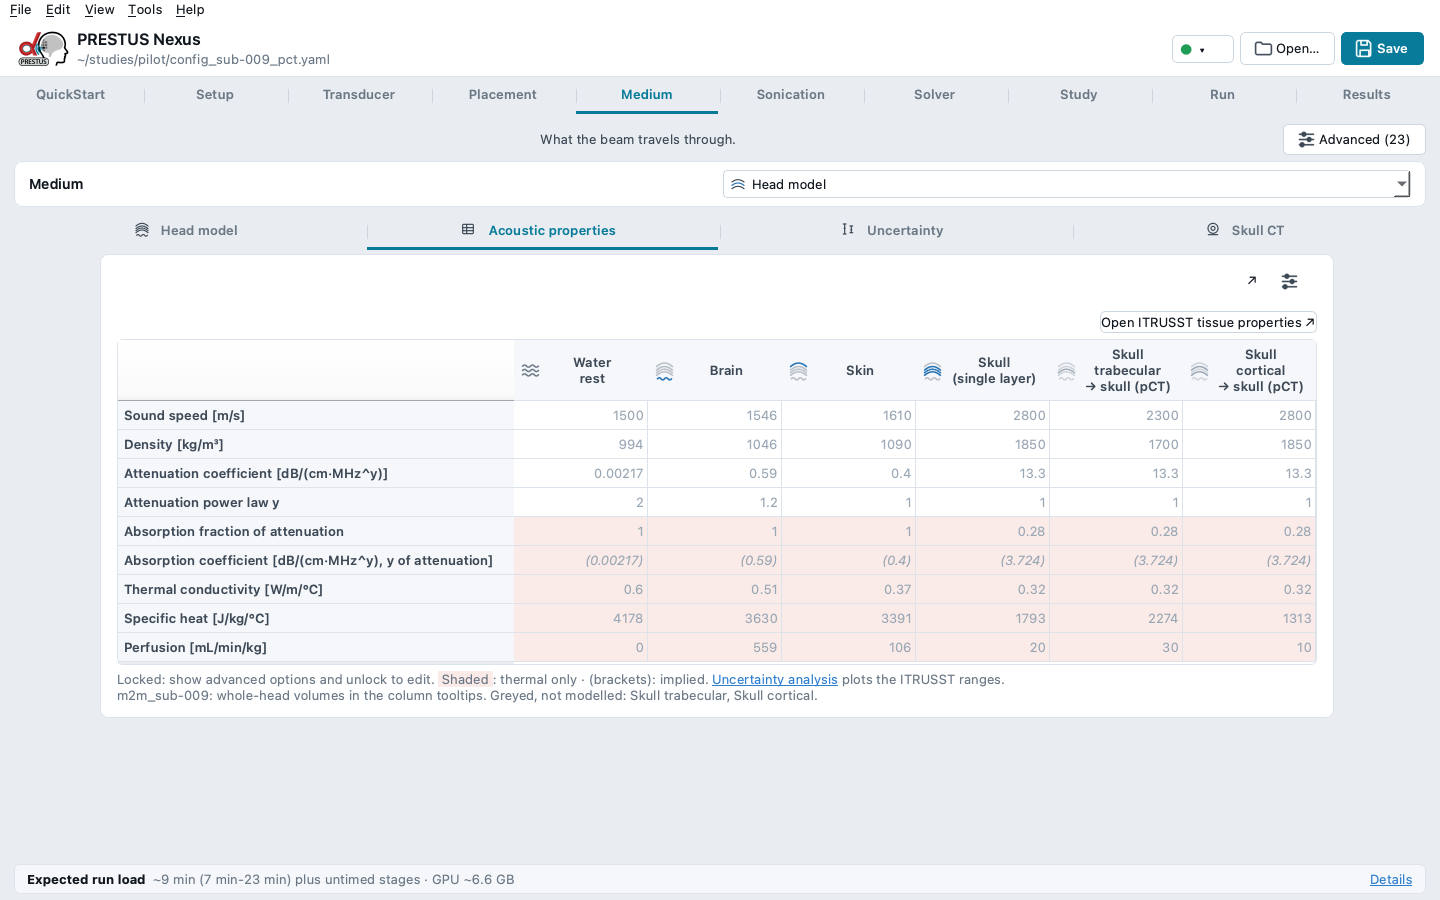 File Edit View Tools Help
PRESTUS Nexus
~/studies/pilot/config_sub-009_pct.yaml
PRESTUS
Open...
Save
QuickStart Setup Transducer Placement Medium Sonication Solver Study Run Results
What the beam travels through.
Advanced (23)
Medium
Head model
Head model Acoustic properties Uncertainty Skull CT
Open ITRUSST tissue properties ↗
Water rest Brain Skin Skull (single layer) Skull trabecular → skull (pCT) Skull cortical → skull (pCT)
Sound speed [m/s] 1500 1546 1610 2800 2300 2800
Density [kg/m³] 994 1046 1090 1850 1700 1850
Attenuation coefficient [dB/(cm·MHz^y)] 0.00217 0.59 0.4 13.3 13.3 13.3
Attenuation power law y 2 1.2 1 1 1 1
Absorption fraction of attenuation 1 1 1 0.28 0.28 0.28
Absorption coefficient [dB/(cm·MHz^y), y of attenuation] (0.00217) (0.59) (0.4) (3.724) (3.724) (3.724)
Thermal conductivity [W/m/°C] 0.6 0.51 0.37 0.32 0.32 0.32
Specific heat [J/kg/°C] 4178 3630 3391 1793 2274 1313
Perfusion [mL/min/kg] 0 559 106 20 30 10
Locked: show advanced options and unlock to edit. Shaded : thermal only · (brackets): implied. Uncertainty analysis plots the ITRUSST ranges.
m2m_sub-009: whole-head volumes in the column tooltips. Greyed, not modelled: Skull trabecular, Skull cortical.
Expected run load ~9 min (7 min-23 min) plus untimed stages · GPU ~6.6 GB
Details